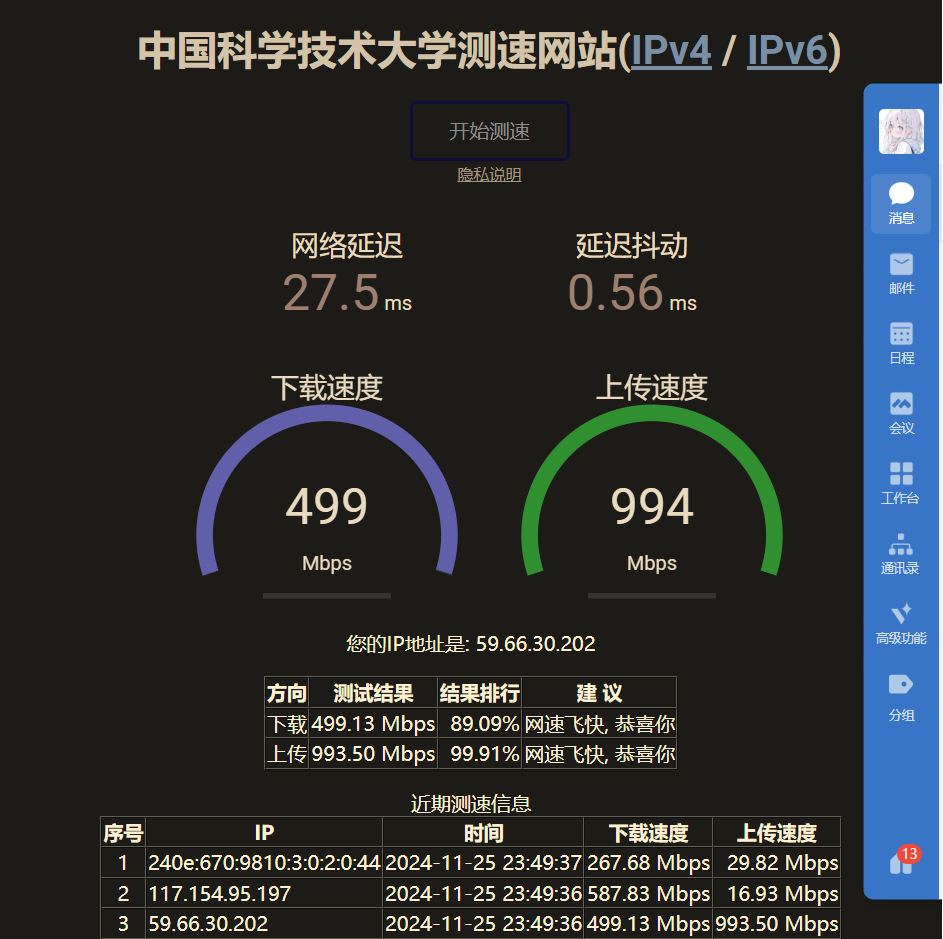 中国科学技术大学测速网站(IPv4 / IPv6)
开始测速
隐私说明
网络延迟 延迟抖动
27.5 ms 0.56 ms
下载速度 上传速度
499 994
Mbps Mbps
您的IP地址是: 59.66.30.202
方向 测试结果 结果排行 建 议
下载 499.13 Mbps 89.09% 网速飞快, 恭喜你
上传 993.50 Mbps 99.91% 网速飞快, 恭喜你
近期测速信息
序号 IP 时间 下载速度 上传速度
1 240e:670:9810:3:0:2:0:44 2024-11-25 23:49:37 267.68 Mbps 29.82 Mbps
2 117.154.95.197 2024-11-25 23:49:36 587.83 Mbps 16.93 Mbps
3 59.66.30.202 2024-11-25 23:49:36 499.13 Mbps 993.50 Mbps
消息
邮件
日程
会议
工作台
通讯录
高级功能
分组
13